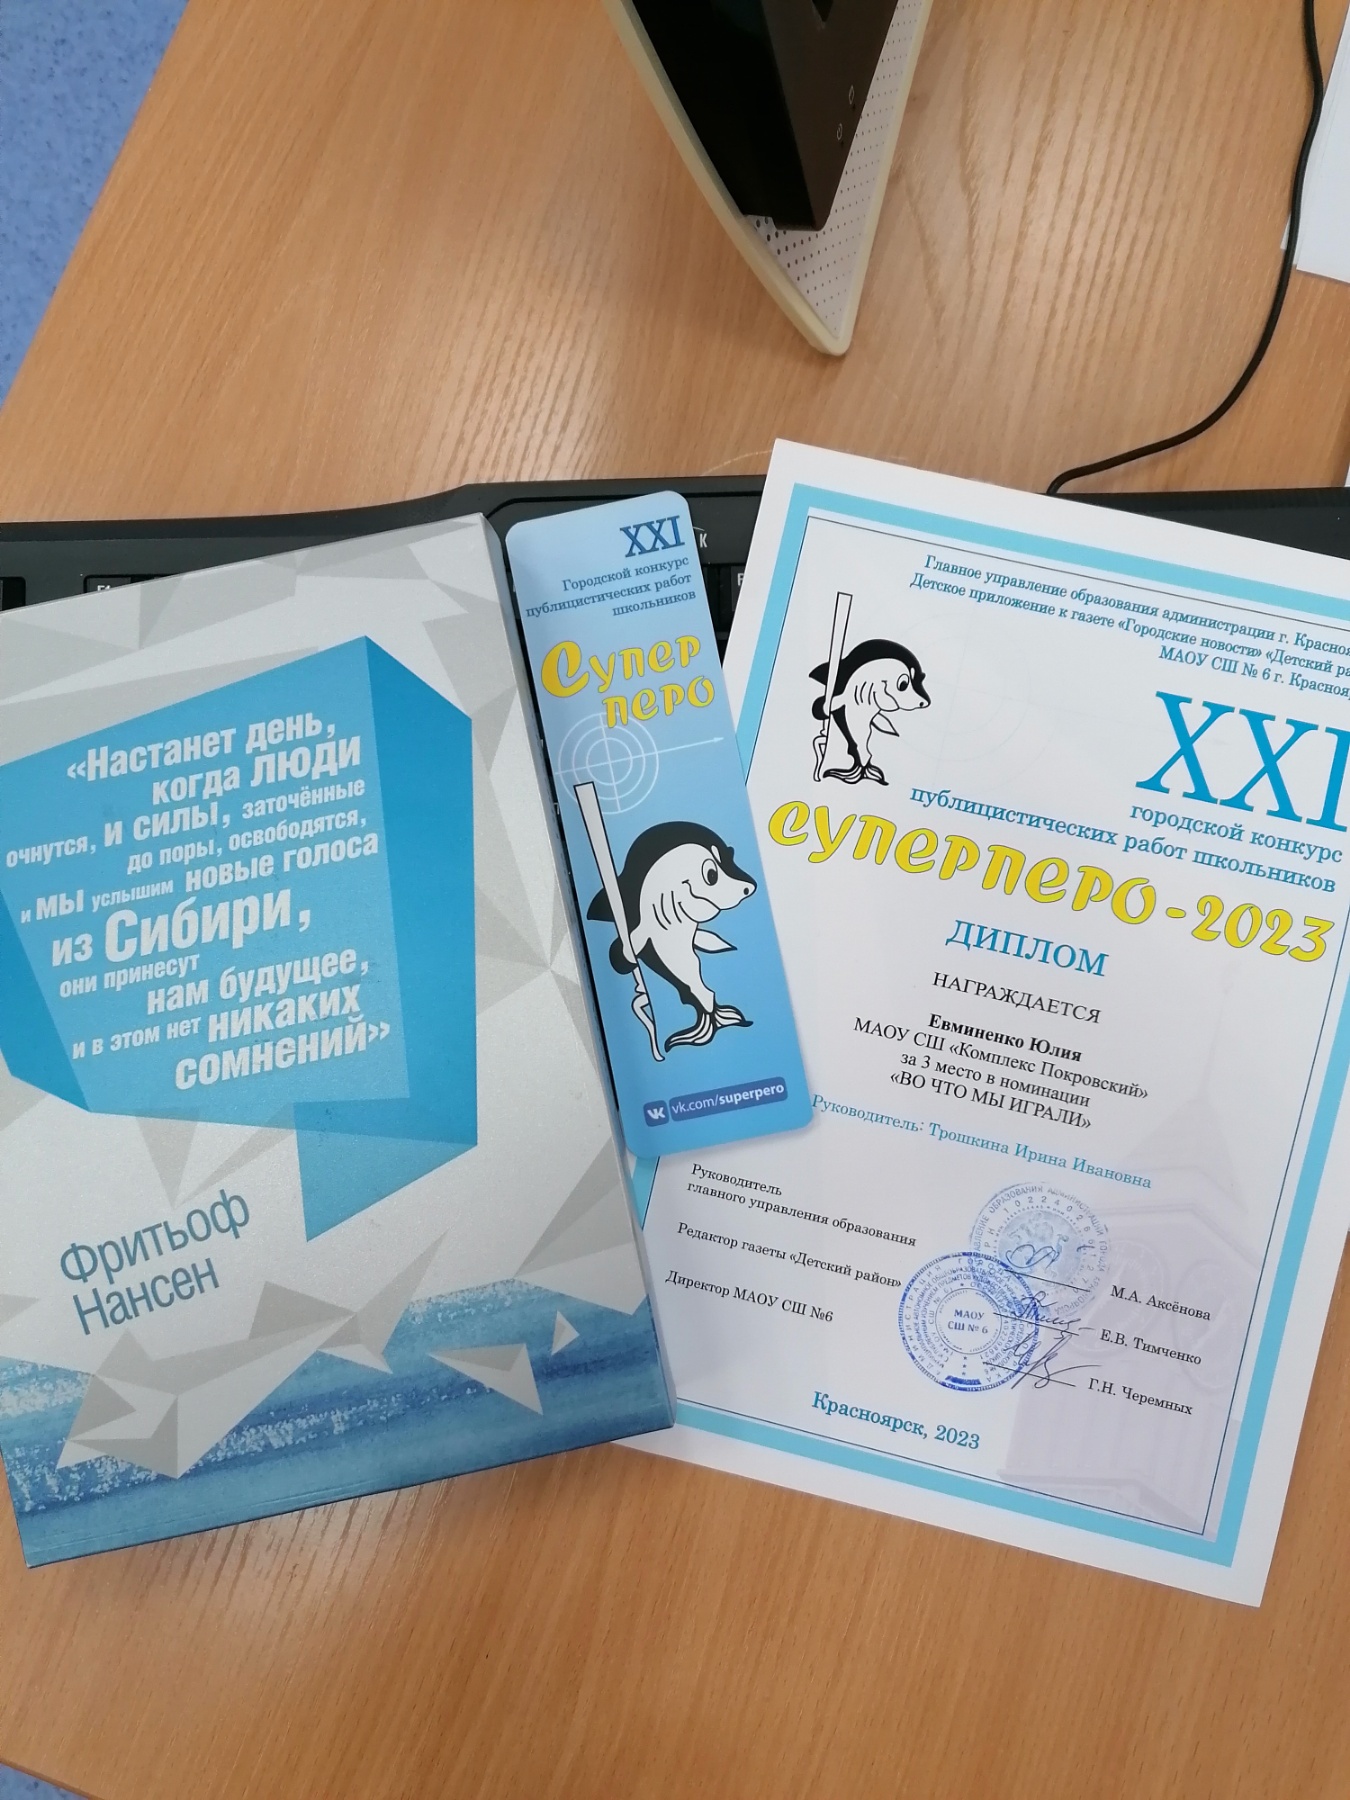 «Настанет день,
когда ЛЮДИ
очнутся, И СИЛЫ, заточённые
до поры, освободятся,
и МЫ услышим новые голоса
из Сибири,
они принесут
нам будущее,
и в этом нет никаких
сомнений»
Фритьоф
Нансен
XXI
Городской конкурс
публицистических работ
школьников
Супер
перо
vk.com/superpero
Главное управление образования администрации г.
Детское приложение к газете «Городские новости» «Детский
МАОУ СШ № 6 г.
XXI
городской конкурс
публицистических работ школьников
СУПЕРПЕРО-2023
ДИПЛОМ
НАГРАЖДАЕТСЯ
Евминенко Юлия
МАОУ СШ «Комплекс Покровский»
за 3 место в номинации
«ВО ЧТО МЫ ИГРАЛИ»
Руководитель: Трошкина Ирина Ивановна
Руководитель
главного управления образования
М.А. Аксёнова
Редактор газеты «Детский район»
Е.В. Тимченко
Директор МАОУ СШ №6
Г.Н. Черемных
МАОУ
СШ № 6
Красноярск, 2023